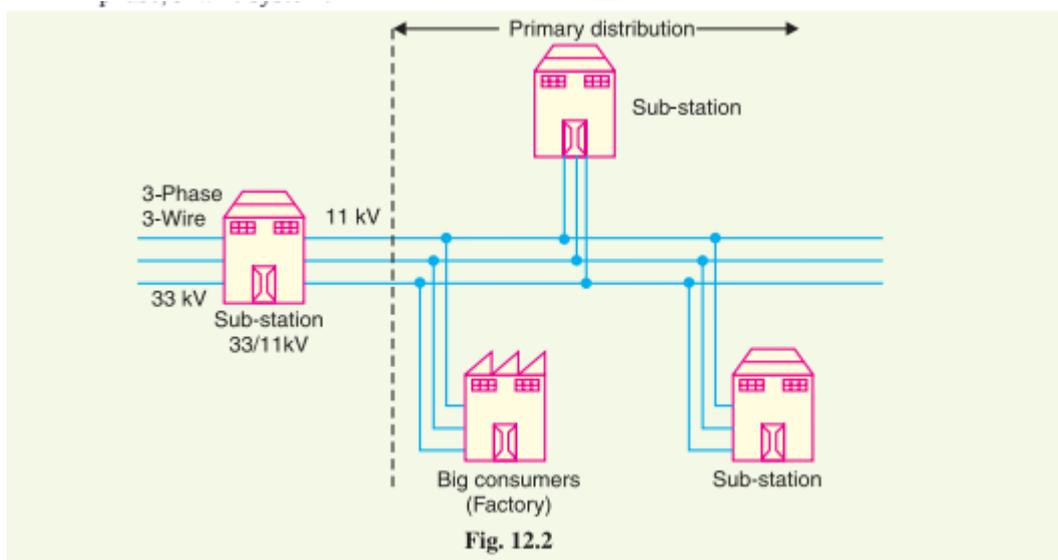 Primary distribution
Sub-station
3-Phase
3-Wire
11 kV
33 kV
Sub-station
33/11kV
Big consumers
(Factory)
Sub-station
Fig. 12.2